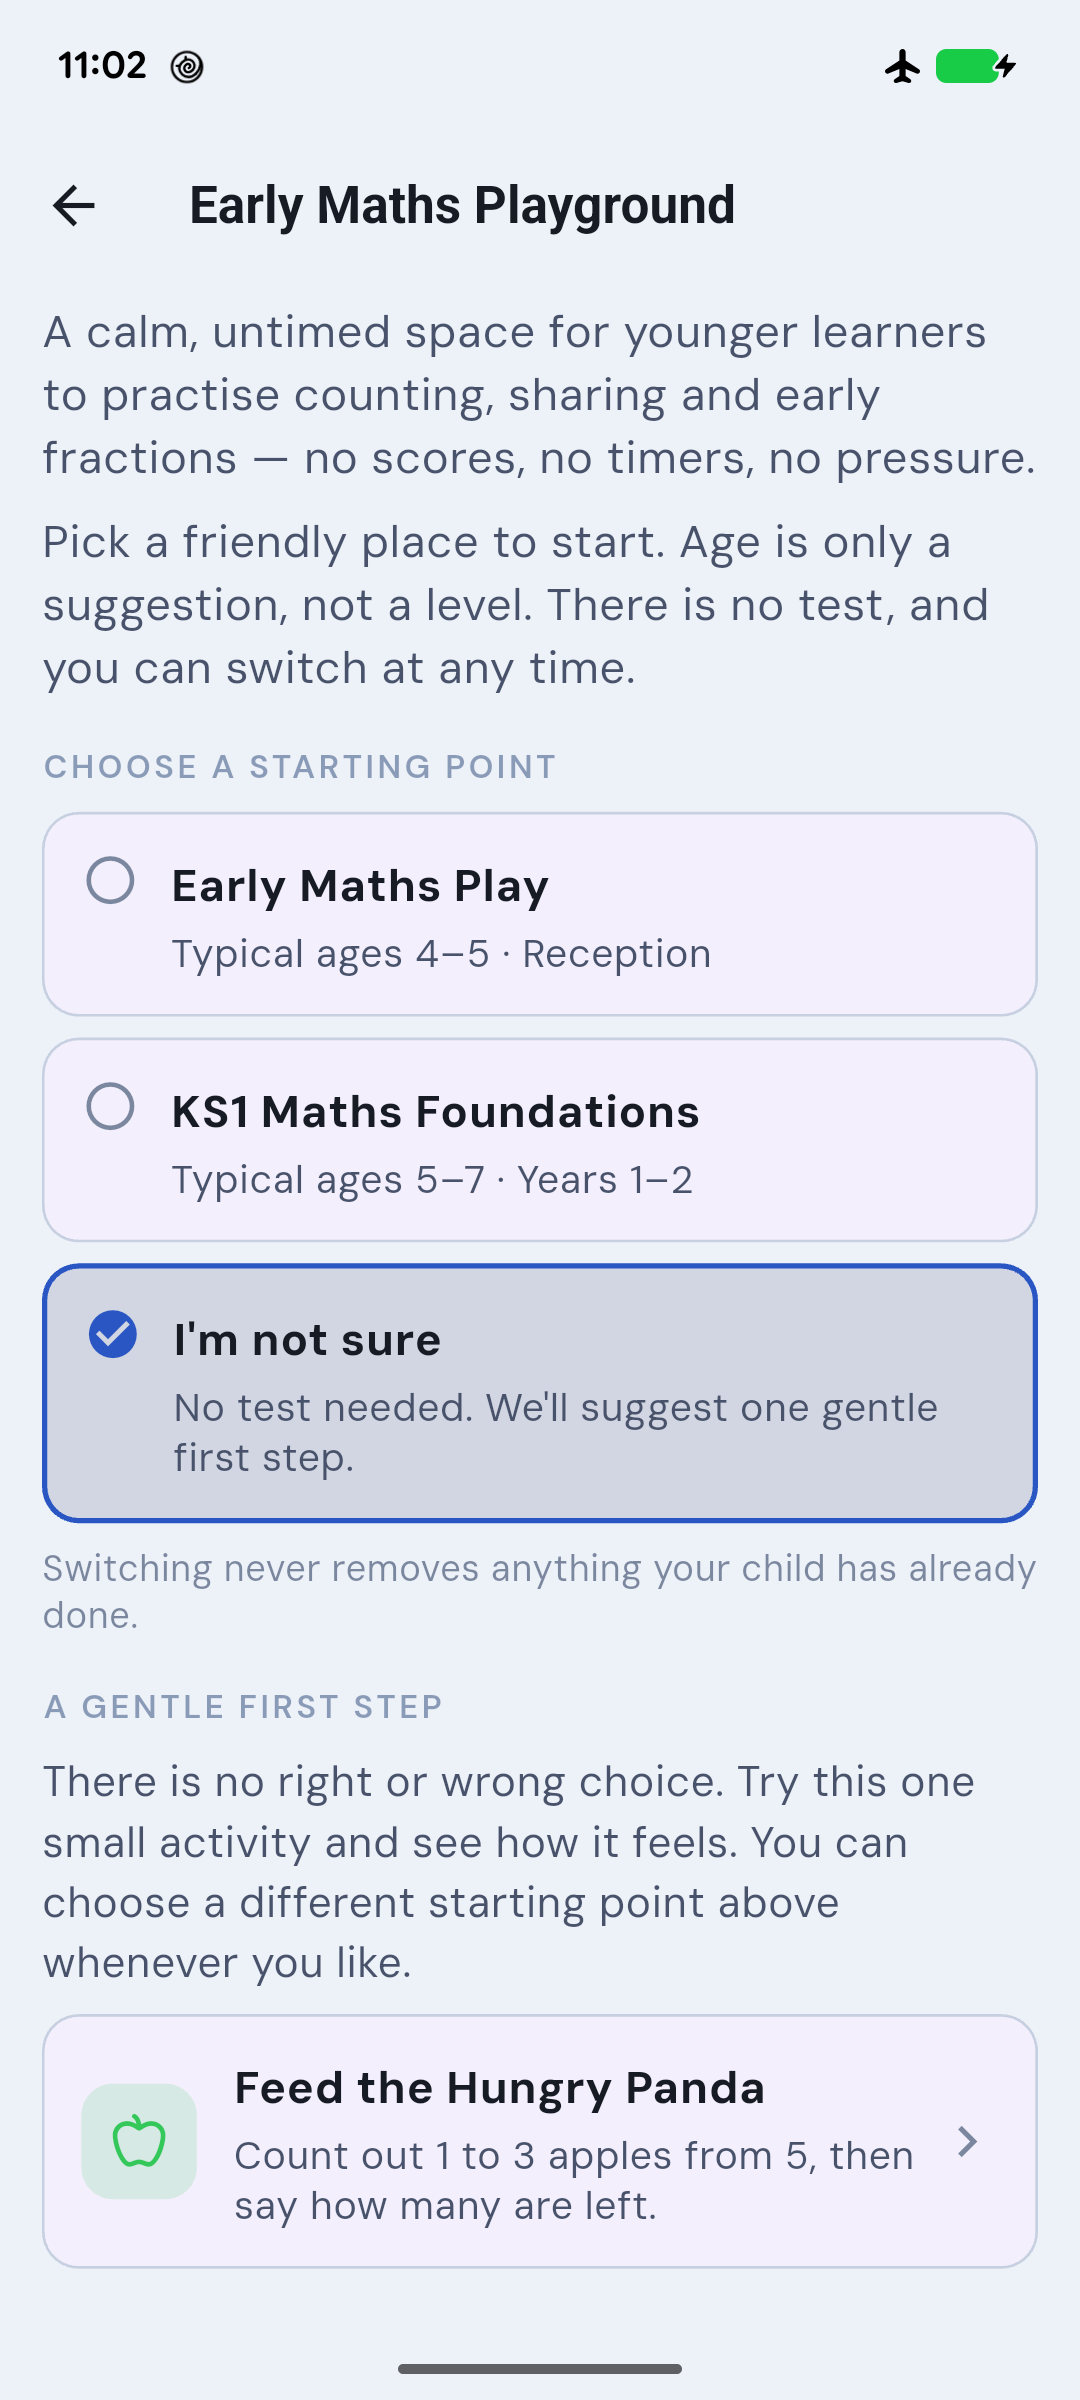 11:02
Early Maths Playground
A calm, untimed space for younger learners
to practise counting, sharing and early
fractions — no scores, no timers, no pressure.
Pick a friendly place to start. Age is only a
suggestion, not a level. There is no test, and
you can switch at any time.
CHOOSE A STARTING POINT
Early Maths Play
Typical ages 4–5 · Reception
KS1 Maths Foundations
Typical ages 5–7 · Years 1–2
I'm not sure
No test needed. We'll suggest one gentle
first step.
Switching never removes anything your child has already
done.
A GENTLE FIRST STEP
There is no right or wrong choice. Try this one
small activity and see how it feels. You can
choose a different starting point above
whenever you like.
Feed the Hungry Panda
Count out 1 to 3 apples from 5, then
say how many are left.